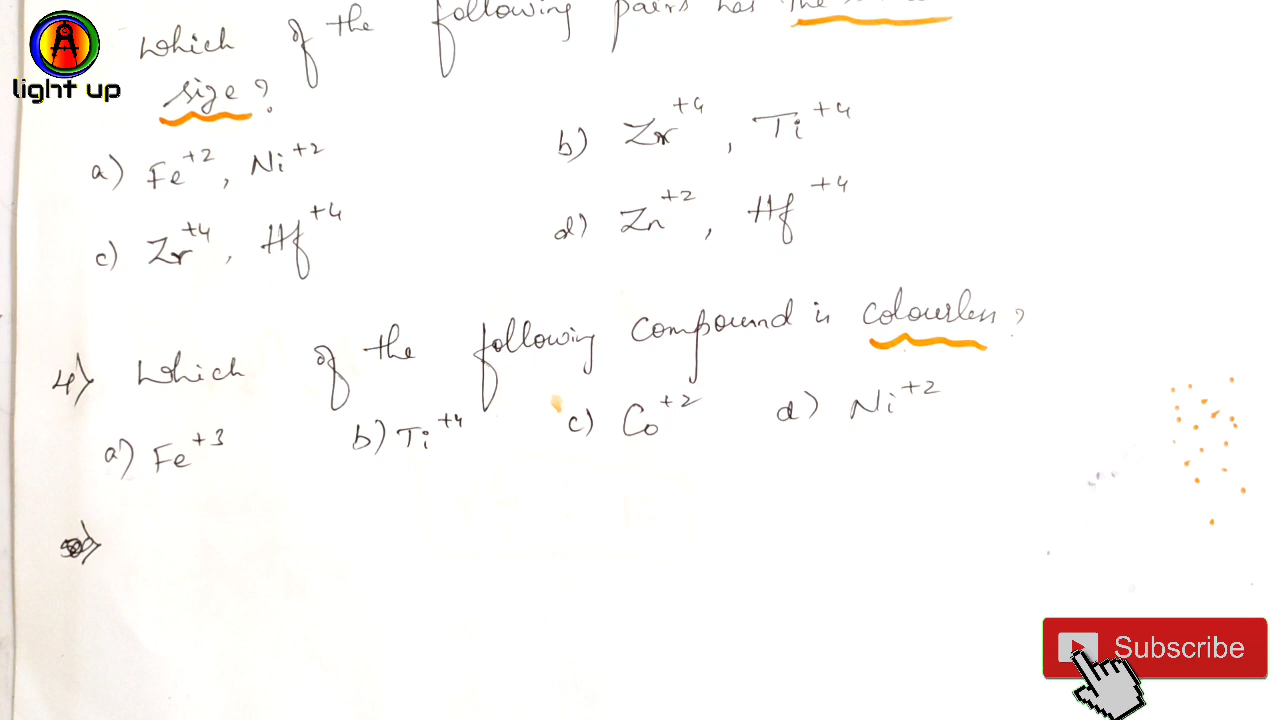 light up
Which of the following pairs has the
size?
a) Fe+2, Ni+2
b) Zr+4, Ti+4
c) Zr+4, Hf+4
d) Zn+2, Hf+4
4) Which of the following compound is colourless?
a) Fe+3 b) Ti+4 c) Co+2 d) Ni+2
Subscribe